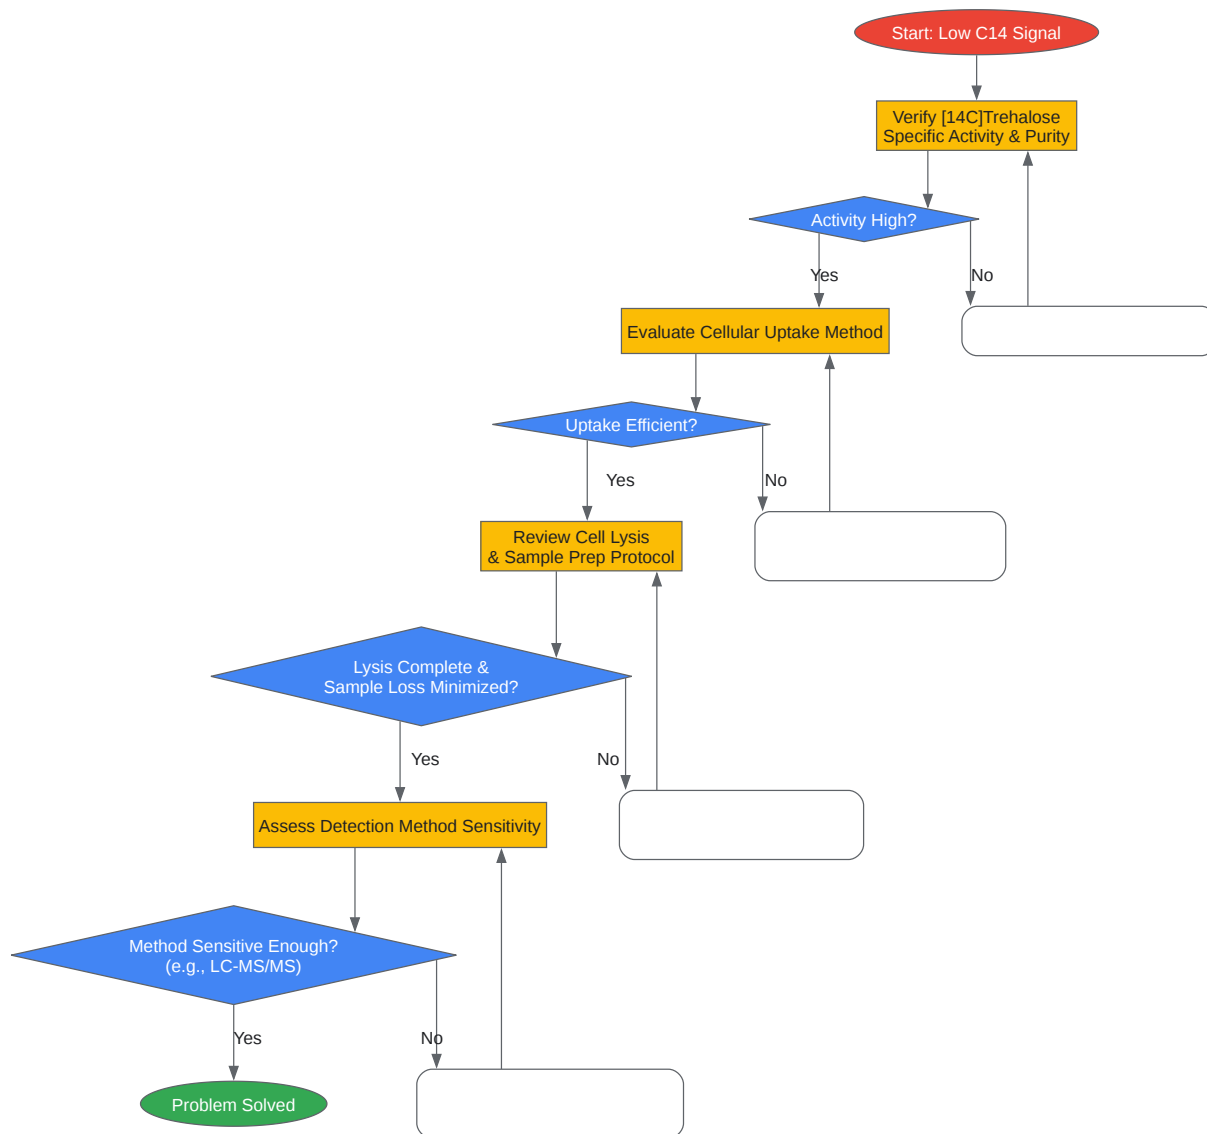 Start: Low C14 Signal
Verify [14C]Trehalose
Specific Activity & Purity
Activity High?
Yes
No
Evaluate Cellular Uptake Method
Uptake Efficient?
Yes
No
Review Cell Lysis
& Sample Prep Protocol
Lysis Complete &
Sample Loss Minimized?
Yes
No
Assess Detection Method Sensitivity
Method Sensitive Enough?
(e.g., LC-MS/MS)
Yes
No
Problem Solved